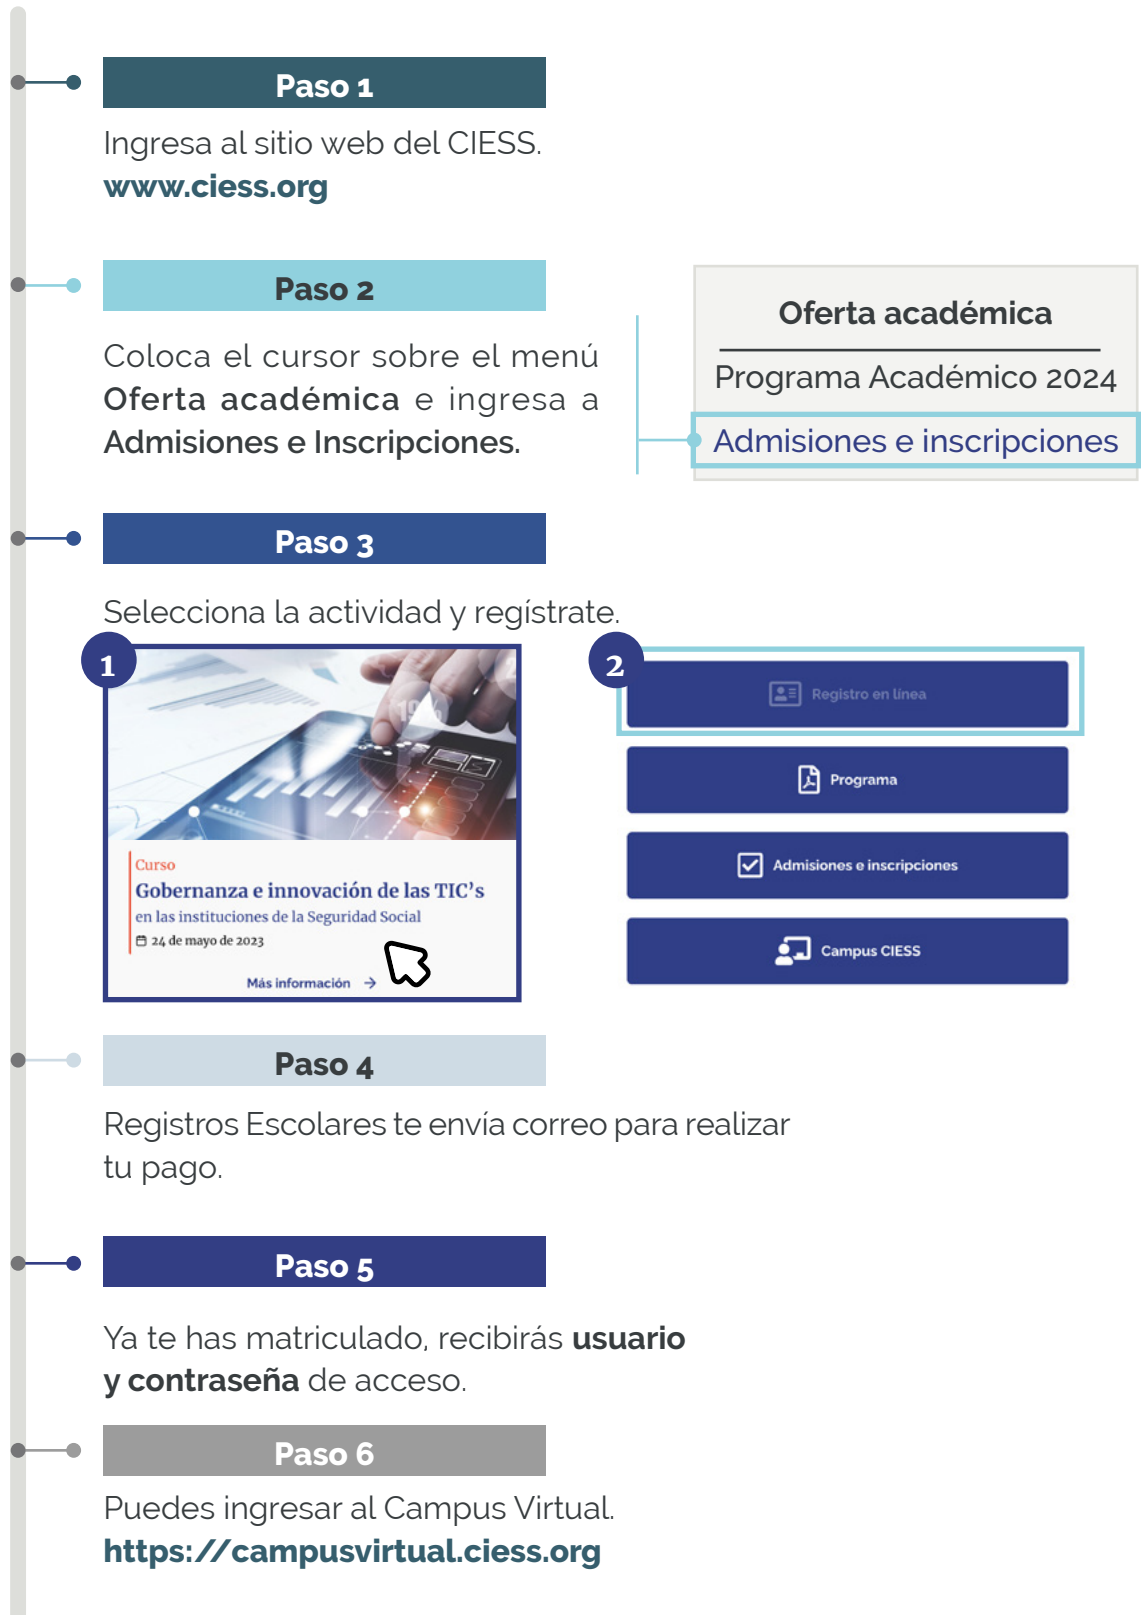 Paso 1
Ingresa al sitio web del CIESS.
www.ciess.org
Paso 2
Coloca el cursor sobre el menú
Oferta académica e ingresa a
Admisiones e Inscripciones.
Oferta académica
Programa Académico 2024
Admisiones e inscripciones
Paso 3
Selecciona la actividad y regístrate.
1
19%
Curso
Gobernanza e innovación de las TIC's
en las instituciones de la Seguridad Social
24 de mayo de 2023
Más información
2
Registro en línea
Programa
Admisiones e inscripciones
Campus CIESS
Paso 4
Registros Escolares te envía correo para realizar
tu pago.
Paso 5
Ya te has matriculado, recibirás usuario
y contraseña de acceso.
Paso 6
Puedes ingresar al Campus Virtual.
https://campusvirtual.ciess.org